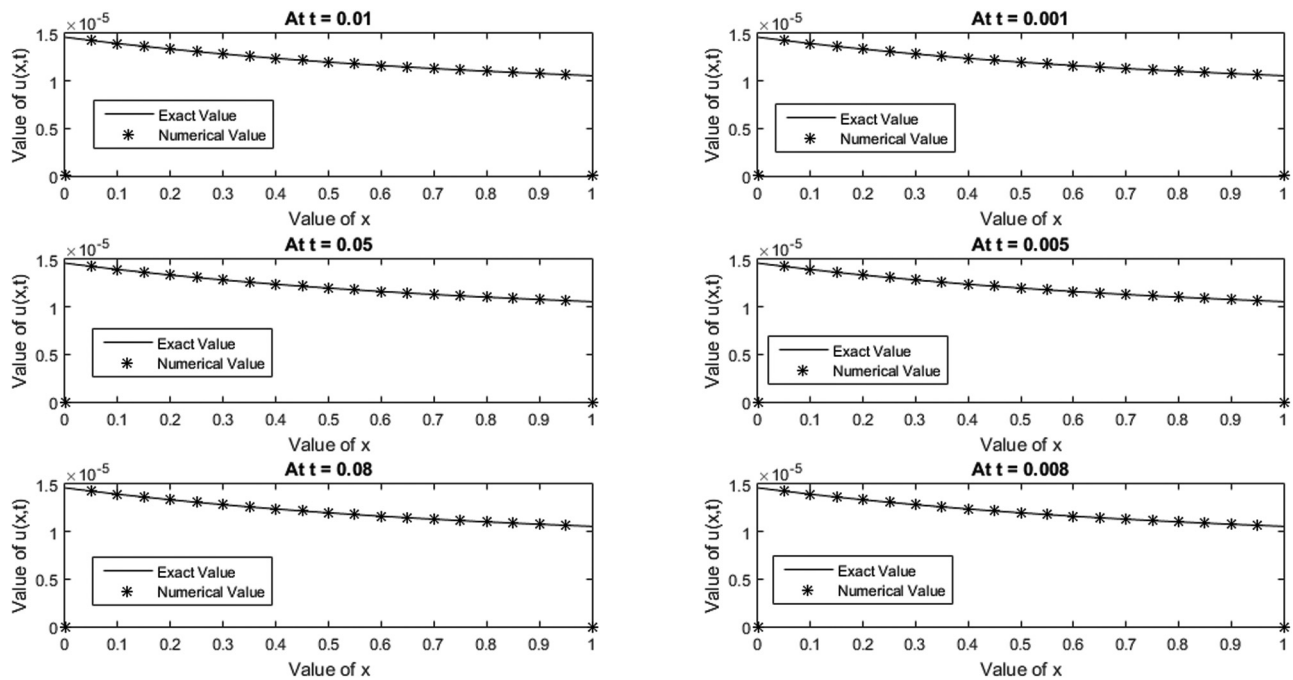 At t = 0.01
×10-5
Value of u(x,t)
1.5
1
0.5
0
Exact Value
Numerical Value
0 0.1 0.2 0.3 0.4 0.5 0.6 0.7 0.8 0.9 1
Value of x
At t = 0.001
×10-5
Value of u(x,t)
1.5
1
0.5
0
Exact Value
Numerical Value
0 0.1 0.2 0.3 0.4 0.5 0.6 0.7 0.8 0.9 1
Value of x
At t = 0.05
×10-5
Value of u(x,t)
1.5
1
0.5
0
Exact Value
Numerical Value
0 0.1 0.2 0.3 0.4 0.5 0.6 0.7 0.8 0.9 1
Value of x
At t = 0.005
×10-5
Value of u(x,t)
1.5
1
0.5
0
Exact Value
Numerical Value
0 0.1 0.2 0.3 0.4 0.5 0.6 0.7 0.8 0.9 1
Value of x
At t = 0.08
×10-5
Value of u(x,t)
1.5
1
0.5
0
Exact Value
Numerical Value
0 0.1 0.2 0.3 0.4 0.5 0.6 0.7 0.8 0.9 1
Value of x
At t = 0.008
×10-5
Value of u(x,t)
1.5
1
0.5
0
Exact Value
Numerical Value
0 0.1 0.2 0.3 0.4 0.5 0.6 0.7 0.8 0.9 1
Value of x